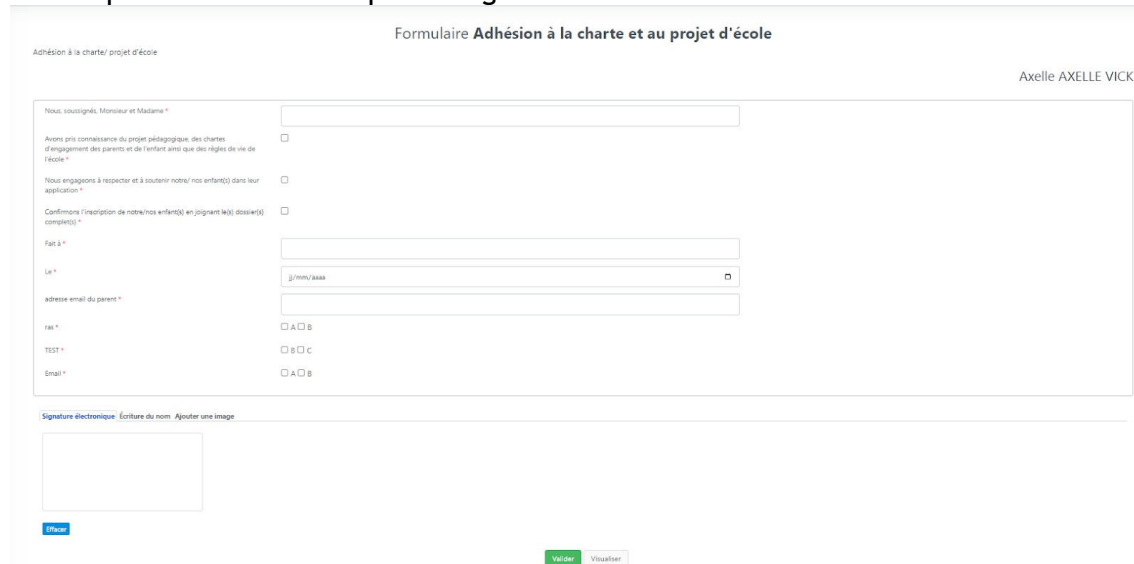 Formulaire Adhésion à la charte et au projet d'école
Adhésion à la charte/ projet d'école
Axelle AXELLE VICK
Nous, soussignés, Monsieur et Madame *
Avons pris connaissance du projet pédagogique, des chartes
d'engagement des parents et de l'enfant ainsi que des règles de vie de
l'école *
Nous engageons à respecter et à soutenir notre/ nos enfant(s) dans leur
application *
Confirmons l'inscription de notre/nos enfant(s) en joignant le(s) dossier(s)
complet(s) *
Fait à *
Le *
jj/mm/aaaa
adresse email du parent *
ras *
A B
TEST *
B C
Email *
A B
Signature électronique Écriture du nom Ajouter une image
Effacer
Valider Visualiser